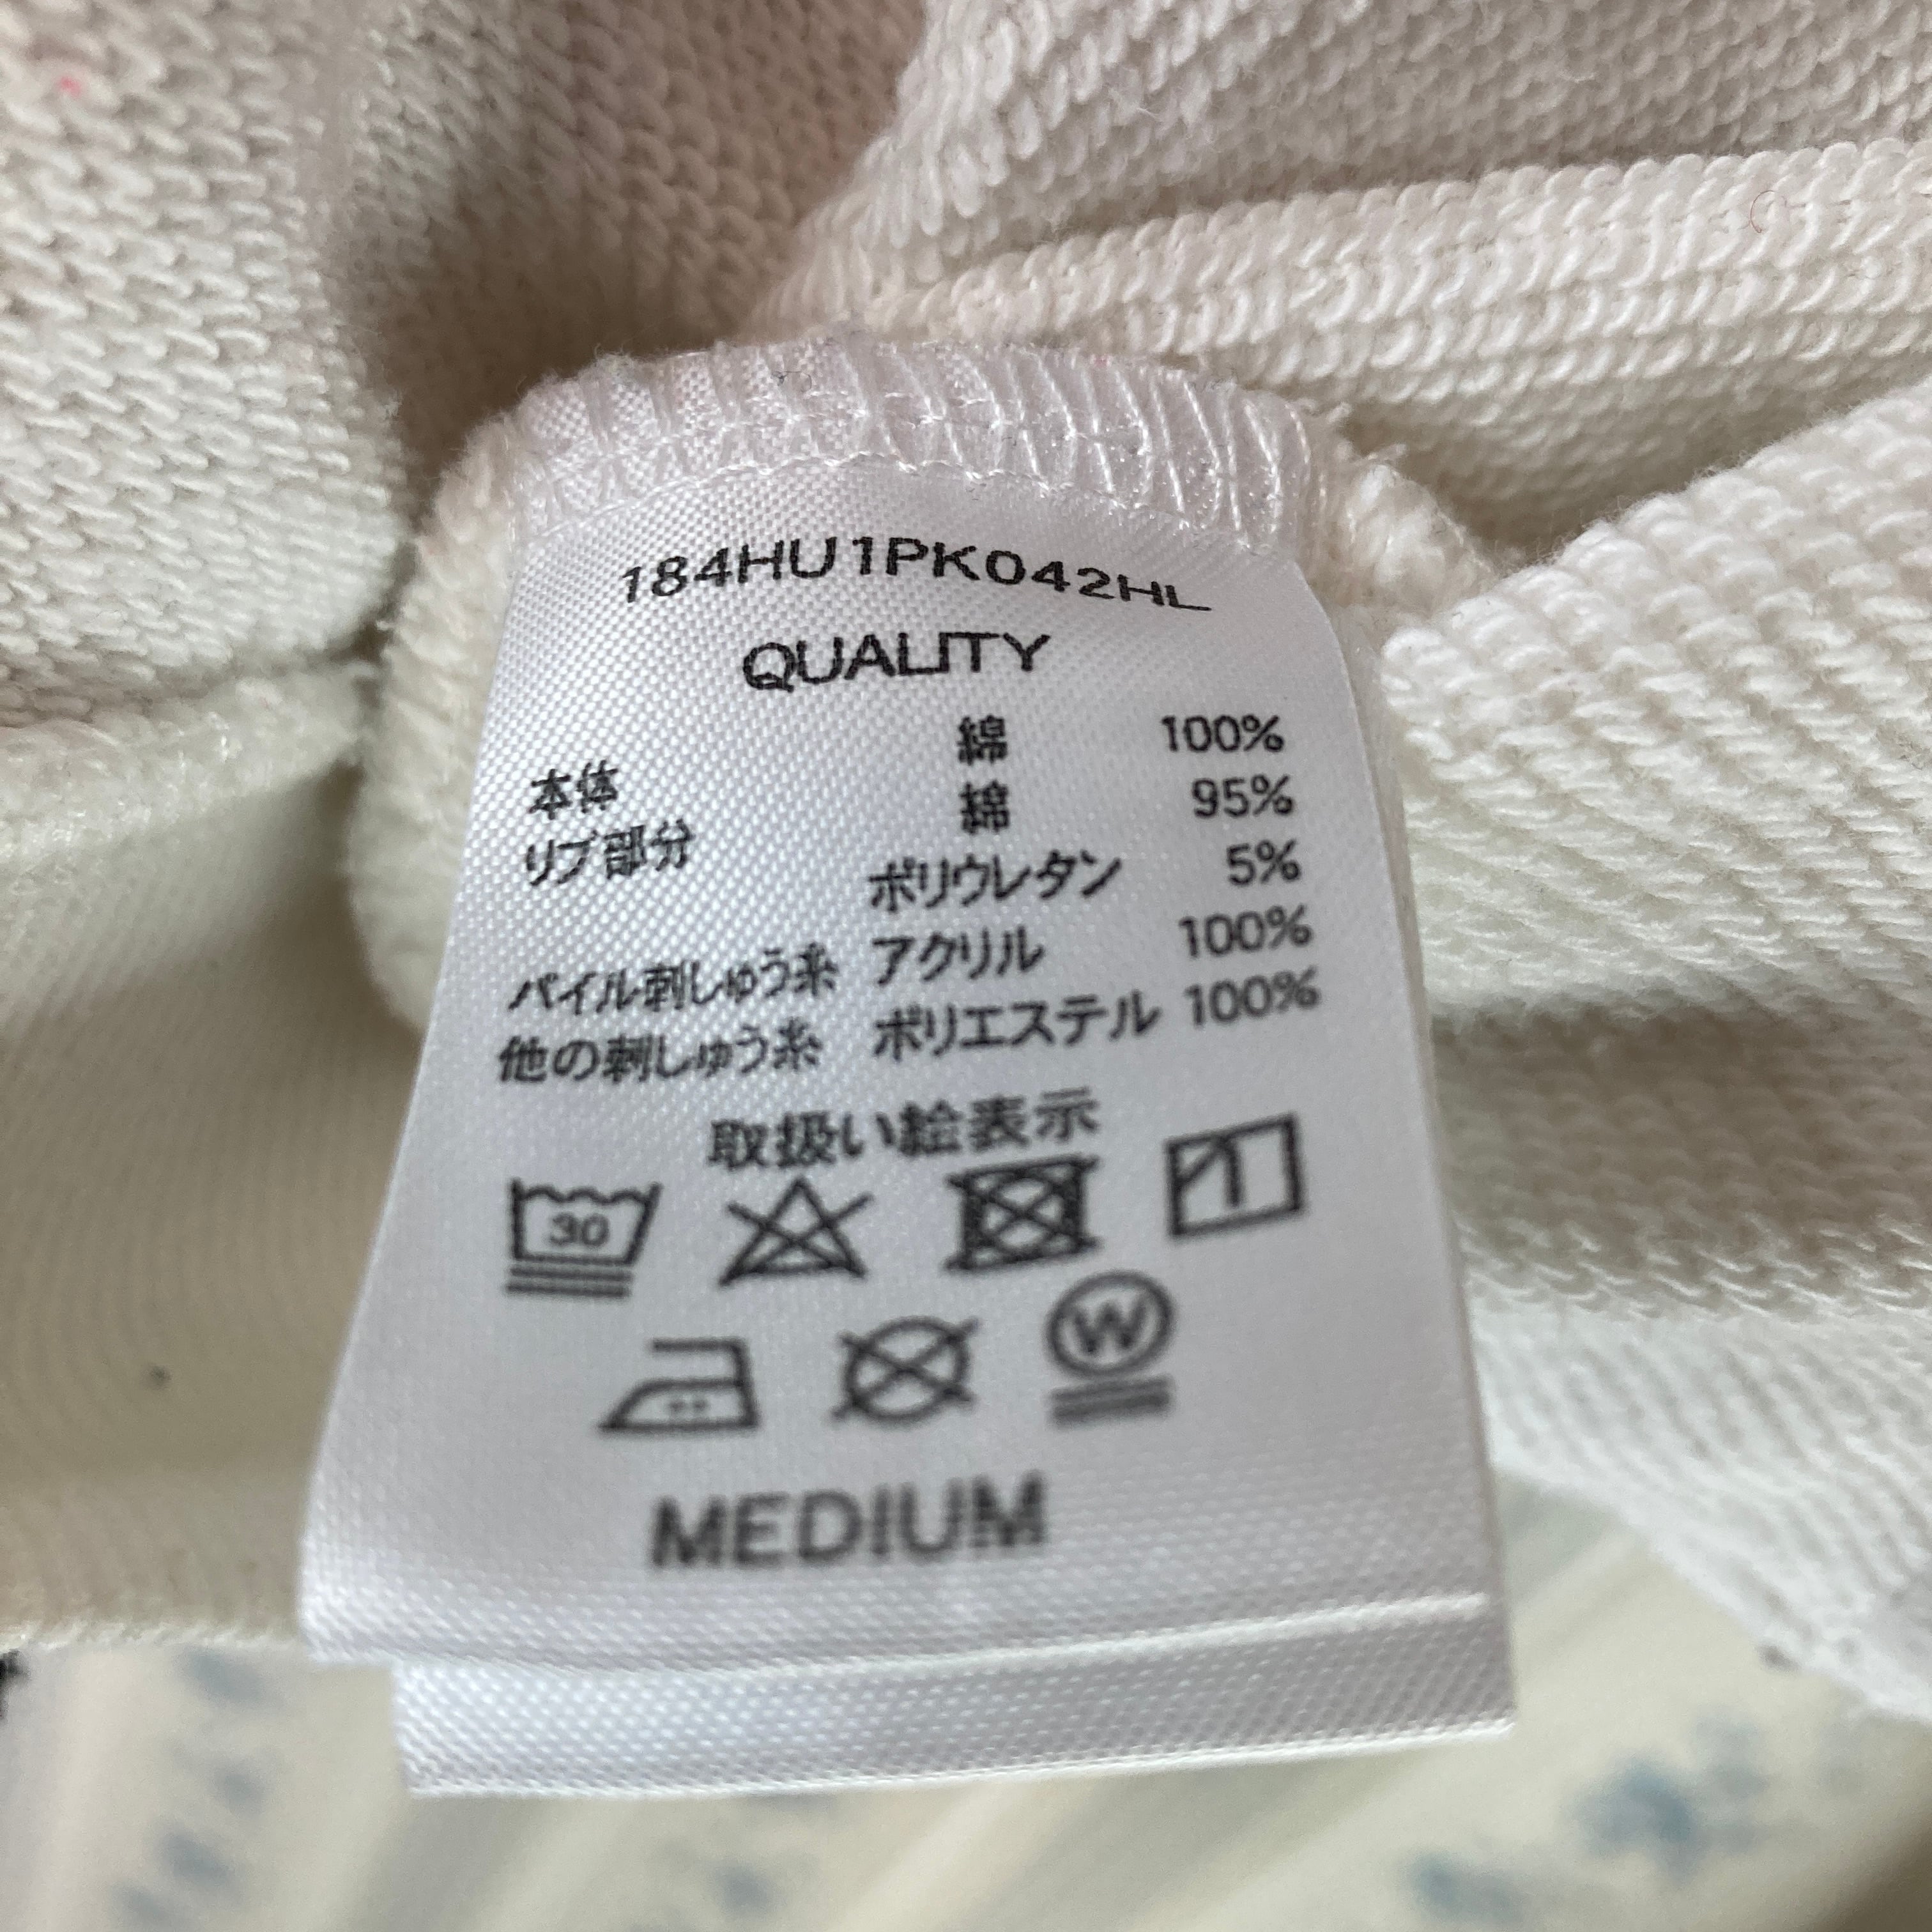 184HU1PK042HL
QUALITY
本体 綿 100%
リブ部分 綿 95%
ポリウレタン 5%
パイル刺しゅう糸 アクリル 100%
他の刺しゅう糸 ポリエステル 100%
取扱い絵表示
30
W
MEDIUM